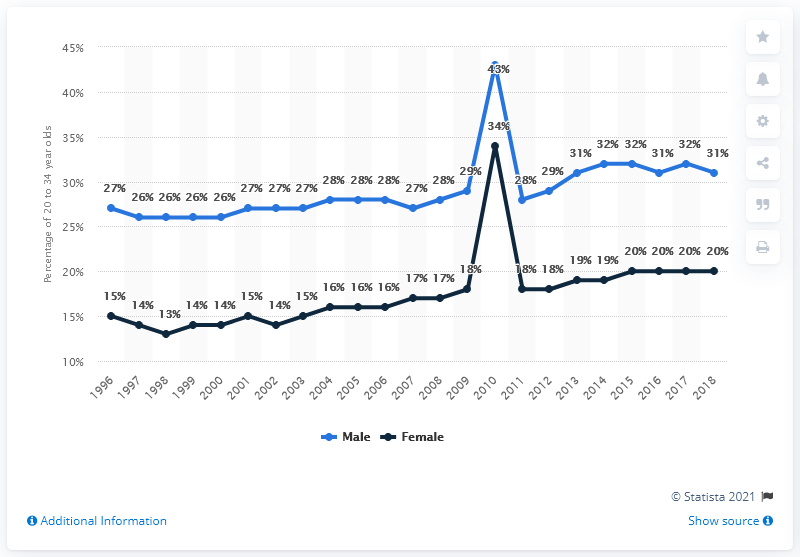 45%
40%
35%
30%
25%
20%
15%
10%
Percentage of 20 to 34 year olds
27% 26% 26% 26% 26% 27% 27% 27% 28% 28% 28% 27% 28% 29% 43% 28% 29% 31% 32% 32% 31% 32% 31%
15% 14% 13% 14% 14% 15% 14% 15% 16% 16% 16% 17% 17% 18% 34% 18% 18% 19% 19% 20% 20% 20% 20%
1996 1997 1998 1999 2000 2001 2002 2003 2004 2005 2006 2007 2008 2009 2010 2011 2012 2013 2014 2015 2016 2017 2018
Male Female
© Statista 2021
Additional Information Show source